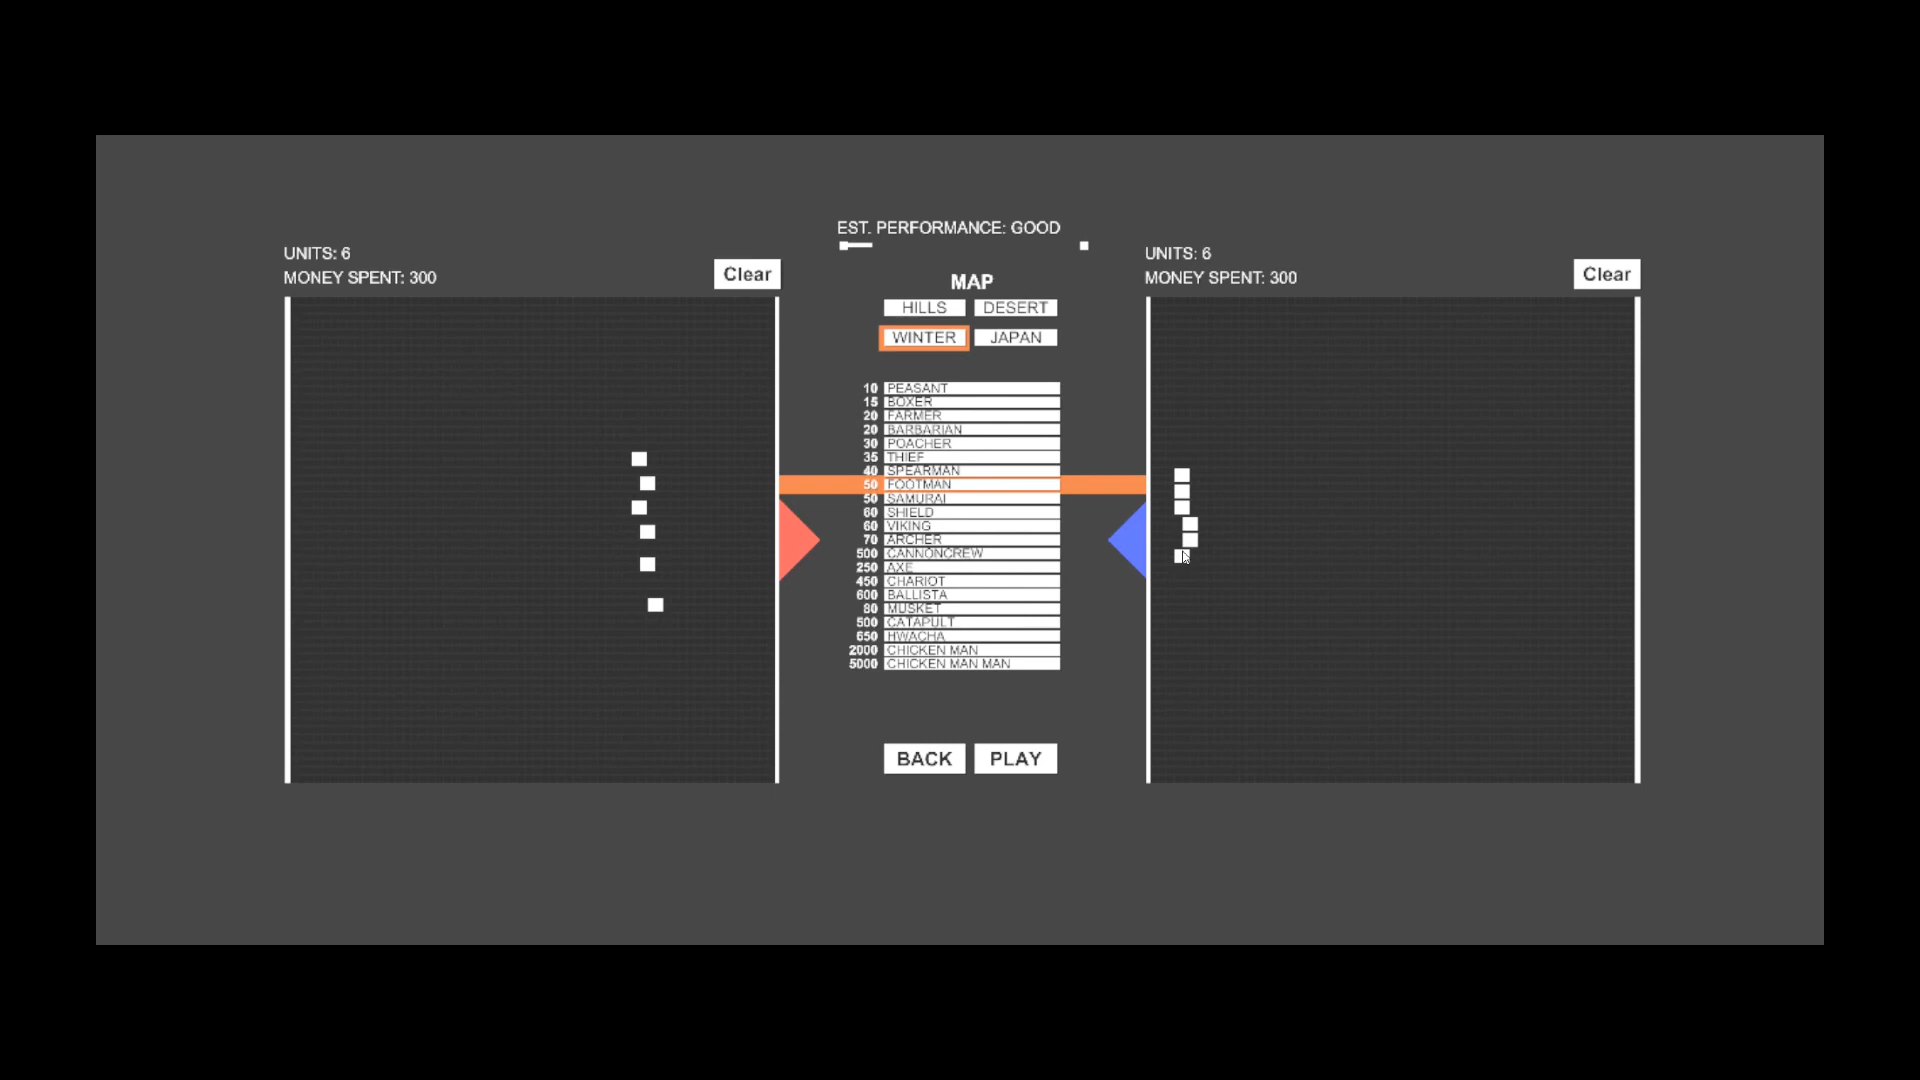 EST. PERFORMANCE: GOOD
UNITS: 6
MONEY SPENT: 300
Clear
UNITS: 6
MONEY SPENT: 300
Clear
MAP
HILLS DESERT
WINTER JAPAN
10 PEASANT
15 BOXER
20 FARMER
20 BARBARIAN
30 POACHER
35 THIEF
40 SPEARMAN
50 FOOTMAN
50 SAMURAI
60 SHIELD
60 VIKING
70 ARCHER
500 CANNONCREW
250 AXE
450 CHARIOT
600 BALLISTA
80 MUSKET
500 CATAPULT
650 HWACHA
2000 CHICKEN MAN
5000 CHICKEN MAN MAN
BACK PLAY